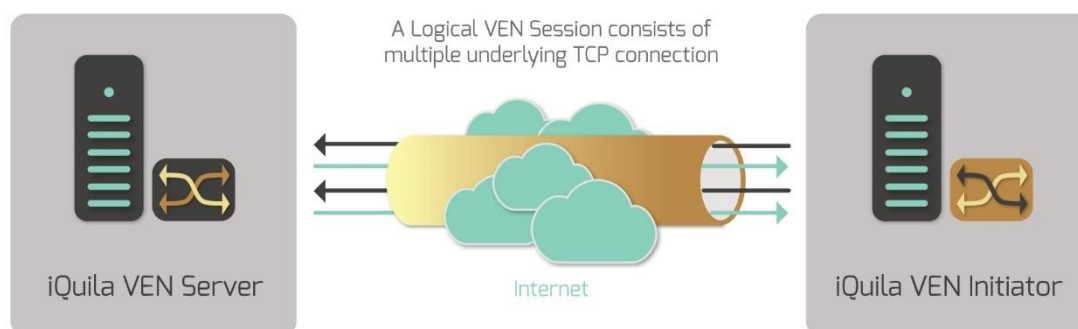 A Logical VEN Session consists of
multiple underlying TCP connection
iQuila VEN Server
Internet
iQuila VEN Initiator